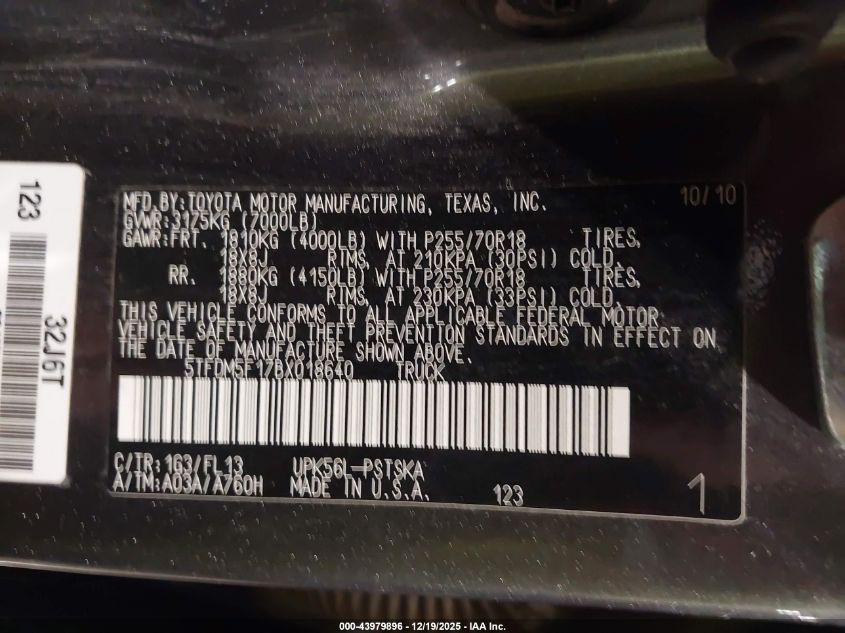 MFD.BY:TOYOTA MOTOR MANUFACTURING, TEXAS, INC. 10/10
GVWR:3175KG (7000LB)
GAWR:FRT. 1810KG (4000LB) WITH P255/70R18 TIRES,
18X8J RIMS, AT 210KPA (30PSI) COLD.
RR. 1880KG (4150LB) WITH P255/70R18 TIRES,
18X8J RIMS, AT 230KPA (33PSI) COLD.
THIS VEHICLE CONFORMS TO ALL APPLICABLE FEDERAL MOTOR
VEHICLE SAFETY AND THEFT PREVENTION STANDARDS IN EFFECT ON
THE DATE OF MANUFACTURE SHOWN ABOVE.
5TFDM5F17BX018640 TRUCK
C/TR:1G3/FL13 UPK56L-PSTSKA
A/TM:A03A/A760H MADE IN U.S.A. 123 1
123
32J6T
000-43979896 - 12/19/2025 - IAA Inc.